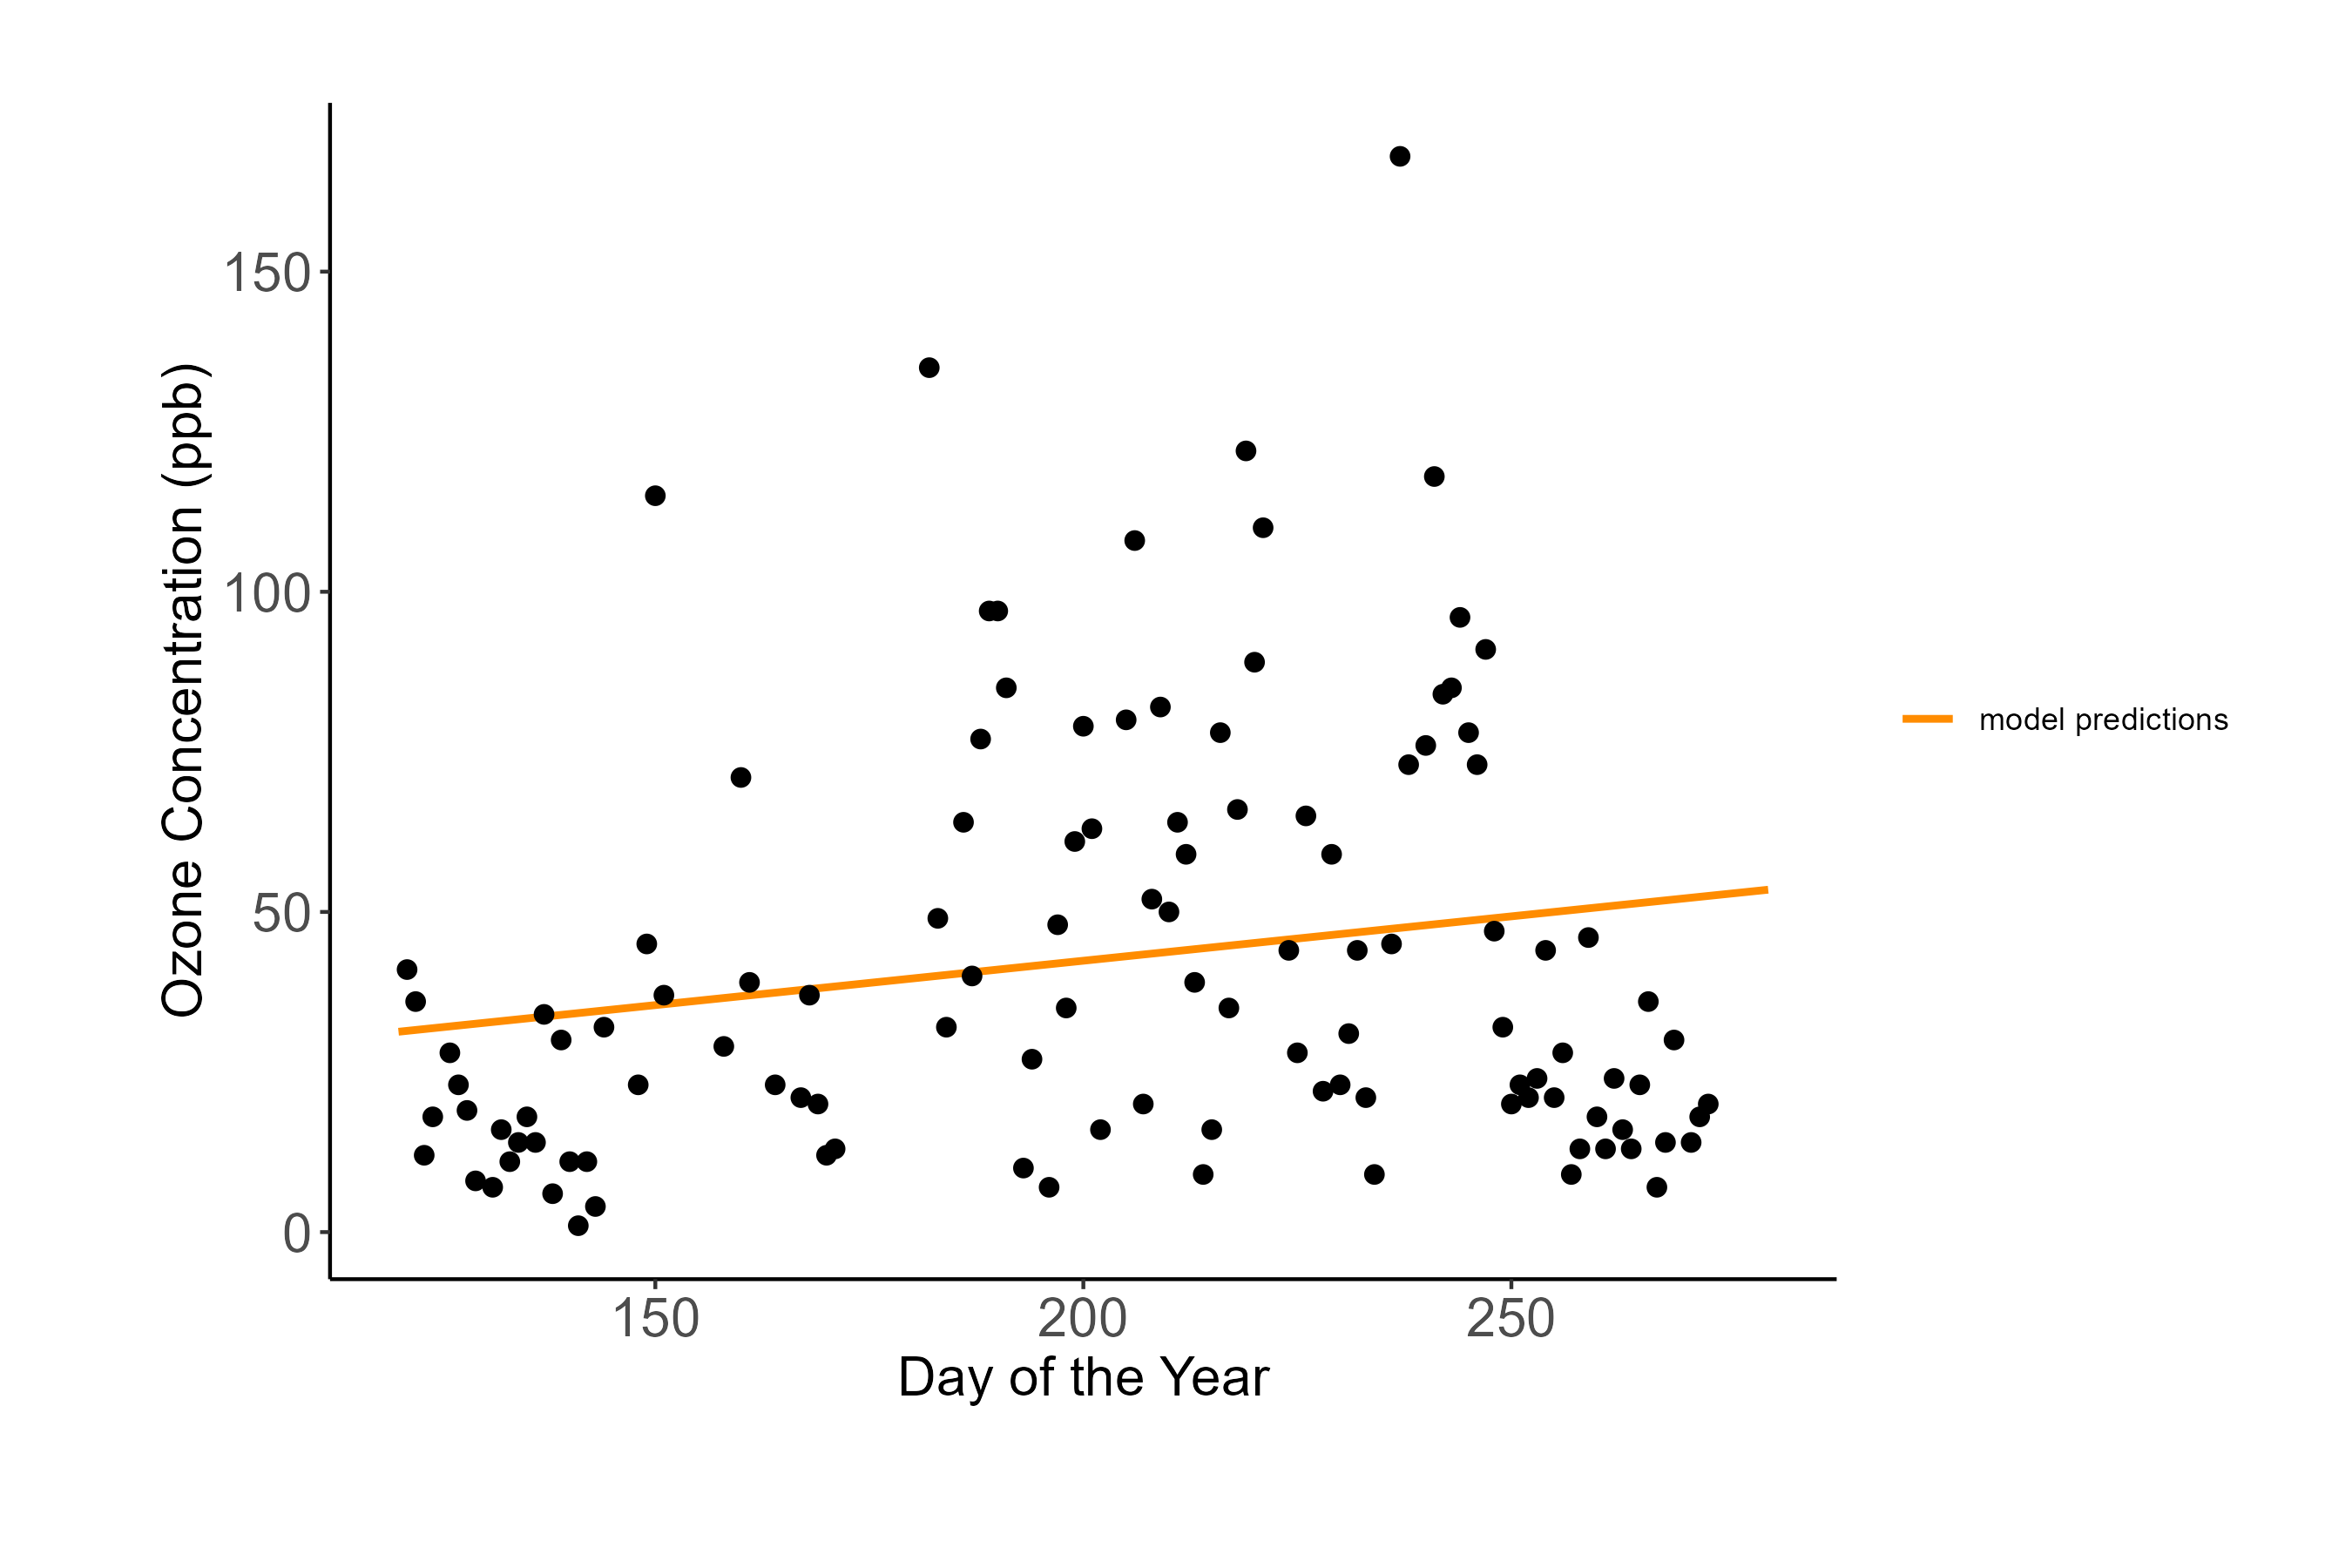 Ozone Concentration (ppb)
150
100
50
0
150 200 250
Day of the Year
model predictions